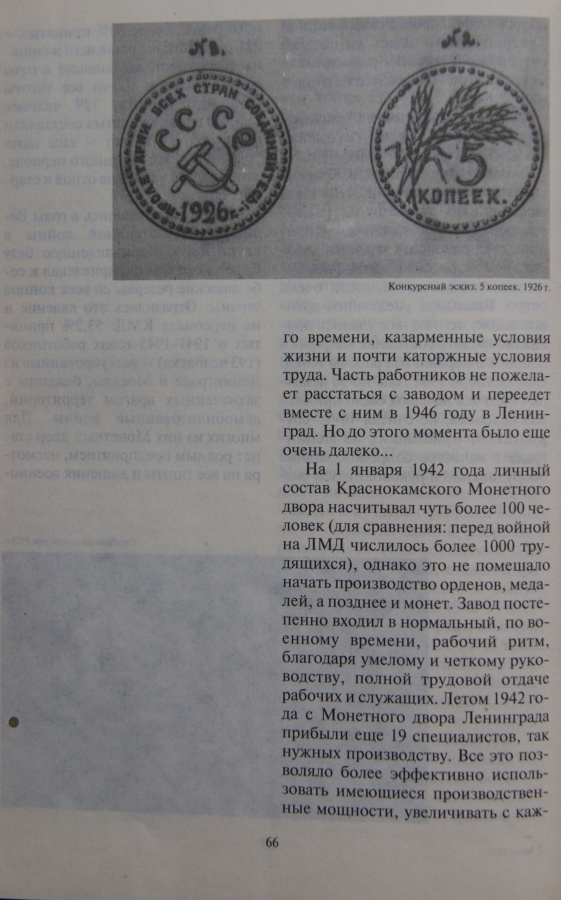 № 3.
№ 2.
ПРОЛЕТАРИИ ВСЕХ СТРАН СОЕДИНЯЙТЕСЬ
СССР
1926 г.
5
КОПЕЕК.
Конкурсный эскиз. 5 копеек. 1926 г.
го времени, казарменные условия
жизни и почти каторжные условия
труда. Часть работников не пожела-
ет расстаться с заводом и переедет
вместе с ним в 1946 году в Ленин-
град. Но до этого момента было еще
очень далеко...
На 1 января 1942 года личный
состав Краснокамского Монетного
двора насчитывал чуть более 100 че-
ловек (для сравнения: перед войной
на ЛМД числилось более 1000 тру-
дящихся), однако это не помешало
начать производство орденов, меда-
лей, а позднее и монет. Завод посте-
пенно входил в нормальный, по во-
енному времени, рабочий ритм,
благодаря умелому и четкому руко-
водству, полной трудовой отдаче
рабочих и служащих. Летом 1942 го-
да с Монетного двора Ленинграда
прибыли еще 19 специалистов, так
нужных производству. Все это поз-
воляло более эффективно исполь-
зовать имеющиеся производствен-
ные мощности, увеличивать с каж-
66